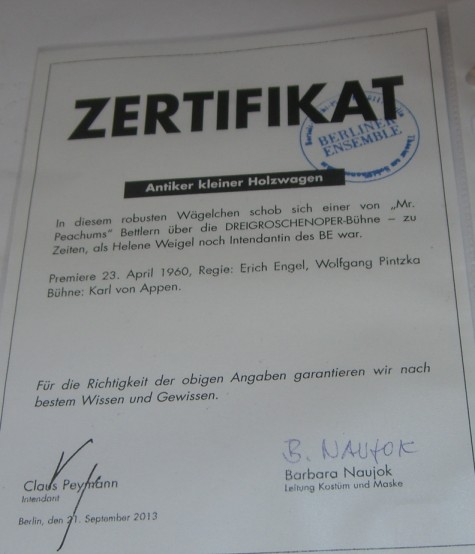 ZERTIFIKAT
BERLINER
ENSEMBLE
Antiker kleiner Holzwagen
In diesem robusten Wägelchen schob sich einer von „Mr.
Peachums" Bettlern über die DREIGROSCHENOPER-Bühne – zu
Zeiten, als Helene Weigel noch Intendantin des BE war.
Premiere 23. April 1960, Regie: Erich Engel, Wolfgang Pintzka
Bühne: Karl von Appen.
Für die Richtigkeit der obigen Angaben garantieren wir nach
bestem Wissen und Gewissen.
B. NAUJOK
Claus Peymann
Intendant
Barbara Naujok
Leitung Kostüm und Maske
Berlin, den 21. September 2013